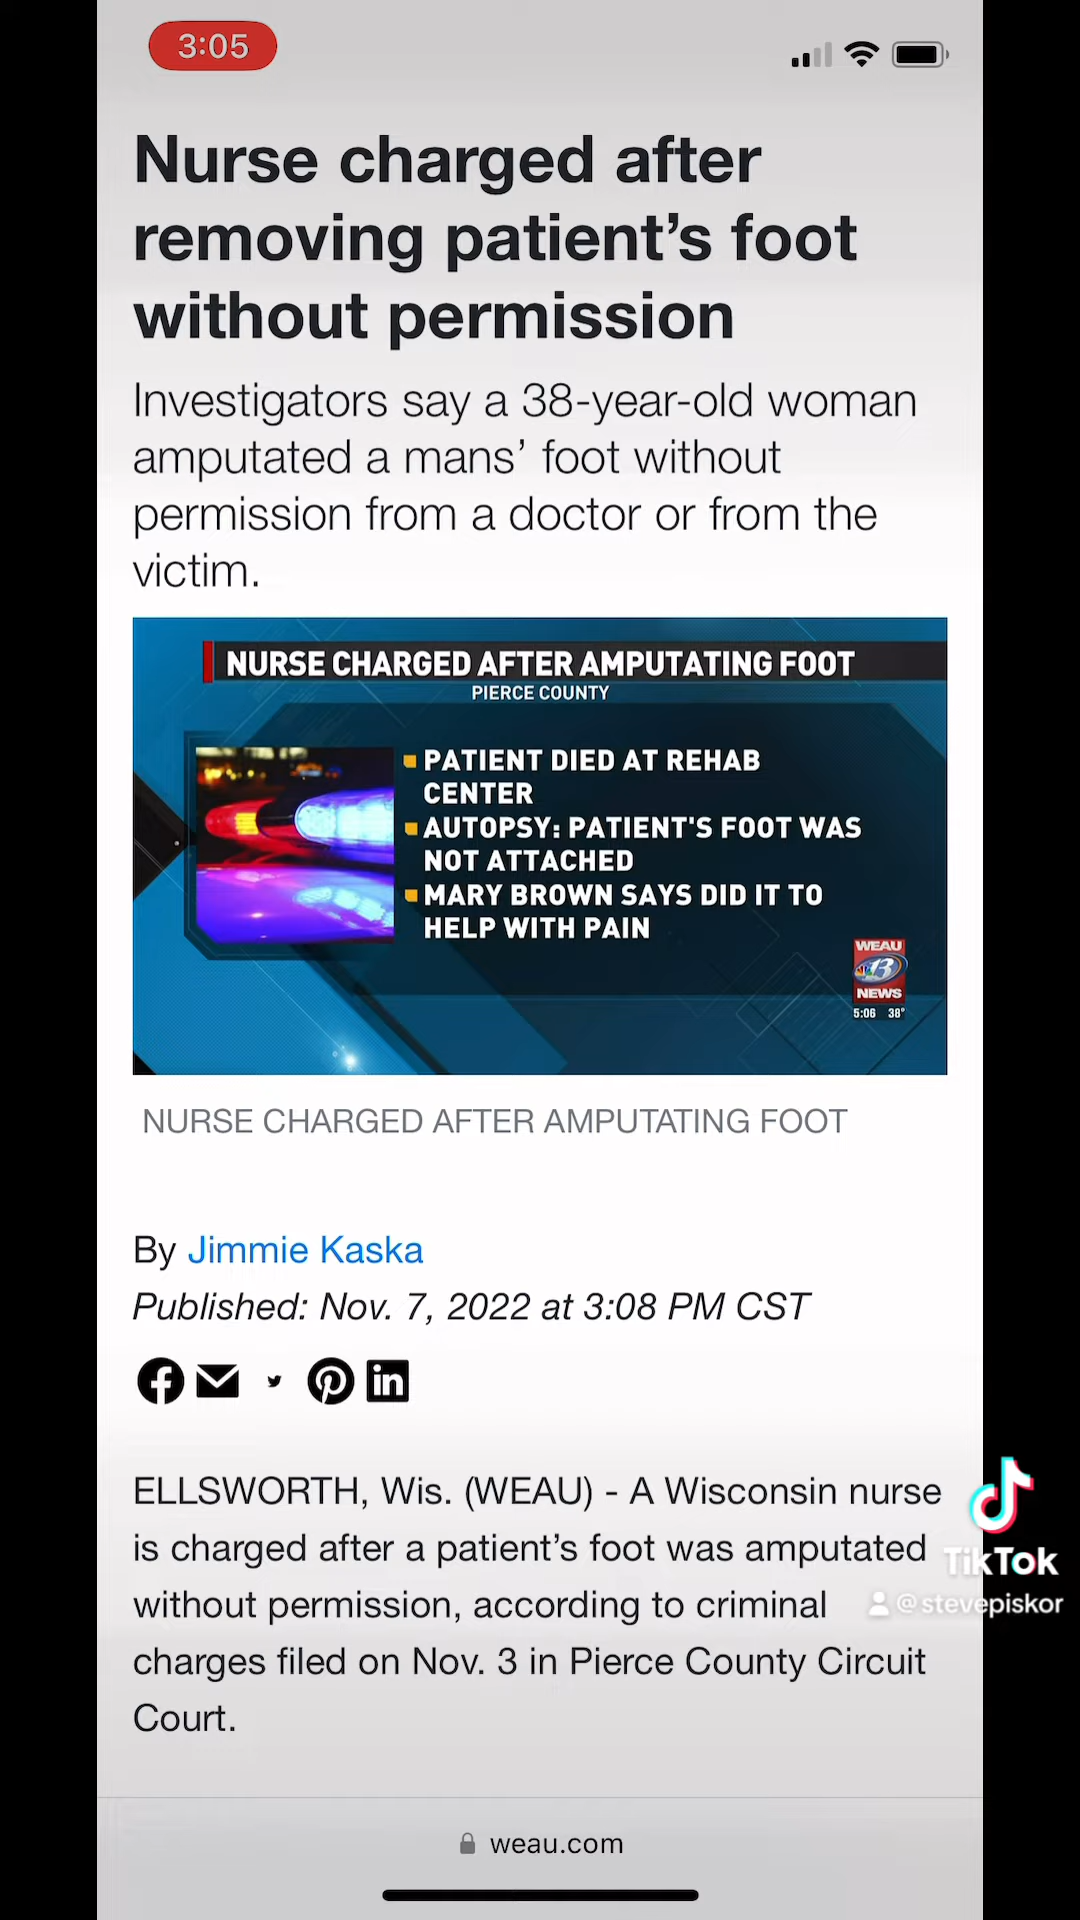 3:05
Nurse charged after
removing patient’s foot
without permission
Investigators say a 38-year-old woman
amputated a mans’ foot without
permission from a doctor or from the
victim.
NURSE CHARGED AFTER AMPUTATING FOOT
PIERCE COUNTY
PATIENT DIED AT REHAB
CENTER
AUTOPSY: PATIENT'S FOOT WAS
NOT ATTACHED
MARY BROWN SAYS DID IT TO
HELP WITH PAIN
WEAU
13
NEWS
5:06 38°
NURSE CHARGED AFTER AMPUTATING FOOT
By Jimmie Kaska
Published: Nov. 7, 2022 at 3:08 PM CST
ELLSWORTH, Wis. (WEAU) - A Wisconsin nurse
is charged after a patient’s foot was amputated
without permission, according to criminal
charges filed on Nov. 3 in Pierce County Circuit
Court.
TikTok
@stevepiskor
weau.com